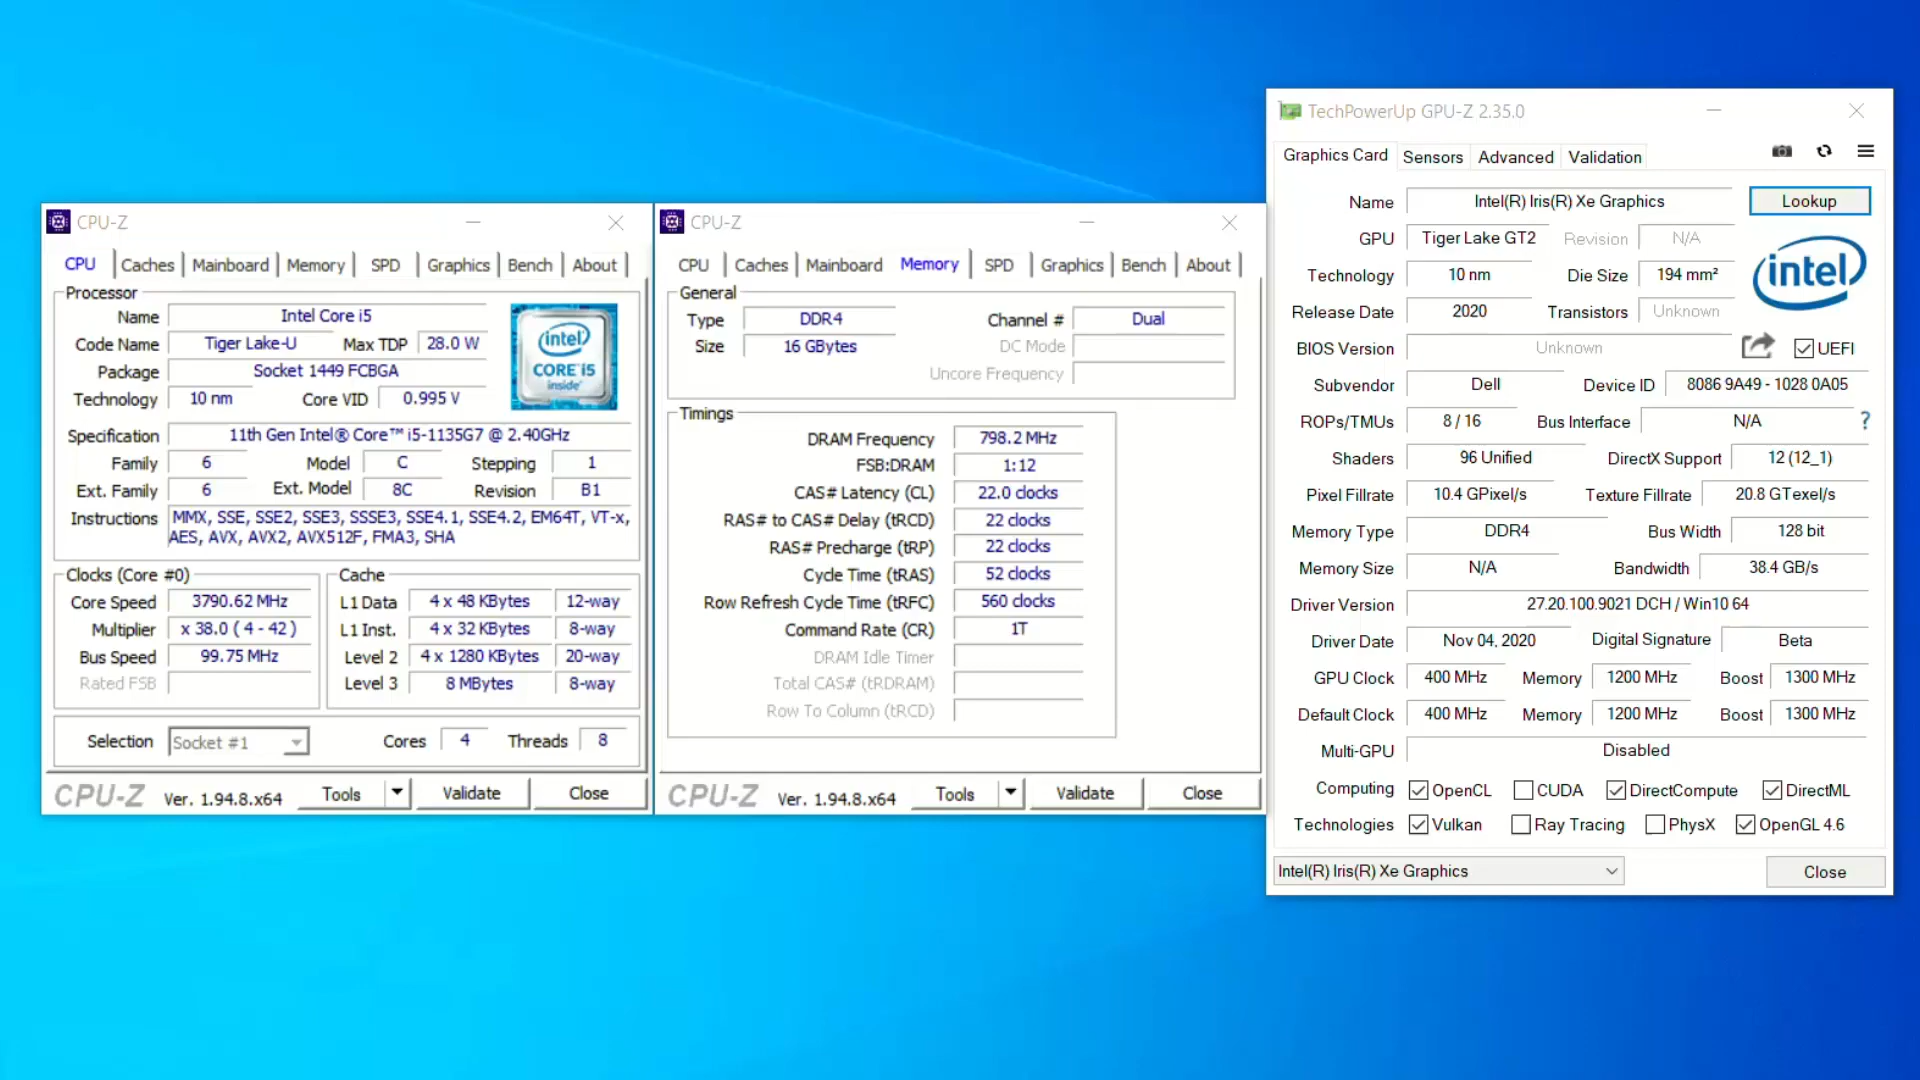 CPU-Z
CPU Caches Mainboard Memory SPD Graphics Bench About
Processor
Name Intel Core i5
Code Name Tiger Lake-U Max TDP 28.0 W
Package Socket 1449 FCBGA
Technology 10 nm Core VID 0.995 V
intel
CORE i5
inside
Specification 11th Gen Intel® Core™ i5-1135G7 @ 2.40GHz
Family 6 Model C Stepping 1
Ext. Family 6 Ext. Model 8C Revision B1
Instructions MMX, SSE, SSE2, SSE3, SSSE3, SSE4.1, SSE4.2, EM64T, VT-x,
AES, AVX, AVX2, AVX512F, FMA3, SHA
Clocks (Core #0)
Core Speed 3790.62 MHz
Multiplier x 38.0 ( 4 - 42 )
Bus Speed 99.75 MHz
Rated FSB
Cache
L1 Data 4 x 48 KBytes 12-way
L1 Inst. 4 x 32 KBytes 8-way
Level 2 4 x 1280 KBytes 20-way
Level 3 8 MBytes 8-way
Selection Socket #1 Cores 4 Threads 8
CPU-Z Ver. 1.94.8.x64 Tools Validate Close
CPU-Z
CPU Caches Mainboard Memory SPD Graphics Bench About
General
Type DDR4 Channel # Dual
Size 16 GBytes DC Mode
Uncore Frequency
Timings
DRAM Frequency 798.2 MHz
FSB:DRAM 1:12
CAS# Latency (CL) 22.0 clocks
RAS# to CAS# Delay (tRCD) 22 clocks
RAS# Precharge (tRP) 22 clocks
Cycle Time (tRAS) 52 clocks
Row Refresh Cycle Time (tRFC) 560 clocks
Command Rate (CR) 1T
DRAM Idle Timer
Total CAS# (tRDRAM)
Row To Column (tRCD)
CPU-Z Ver. 1.94.8.x64 Tools Validate Close
TechPowerUp GPU-Z 2.35.0
Graphics Card Sensors Advanced Validation
Name Intel(R) Iris(R) Xe Graphics Lookup
GPU Tiger Lake GT2 Revision N/A
Technology 10 nm Die Size 194 mm²
intel
Release Date 2020 Transistors Unknown
BIOS Version Unknown UEFI
Subvendor Dell Device ID 8086 9A49 - 1028 0A05
ROPs/TMUs 8 / 16 Bus Interface N/A ?
Shaders 96 Unified DirectX Support 12 (12_1)
Pixel Fillrate 10.4 GPixel/s Texture Fillrate 20.8 GTexel/s
Memory Type DDR4 Bus Width 128 bit
Memory Size N/A Bandwidth 38.4 GB/s
Driver Version 27.20.100.9021 DCH / Win10 64
Driver Date Nov 04, 2020 Digital Signature Beta
GPU Clock 400 MHz Memory 1200 MHz Boost 1300 MHz
Default Clock 400 MHz Memory 1200 MHz Boost 1300 MHz
Multi-GPU Disabled
Computing OpenCL CUDA DirectCompute DirectML
Technologies Vulkan Ray Tracing PhysX OpenGL 4.6
Intel(R) Iris(R) Xe Graphics Close